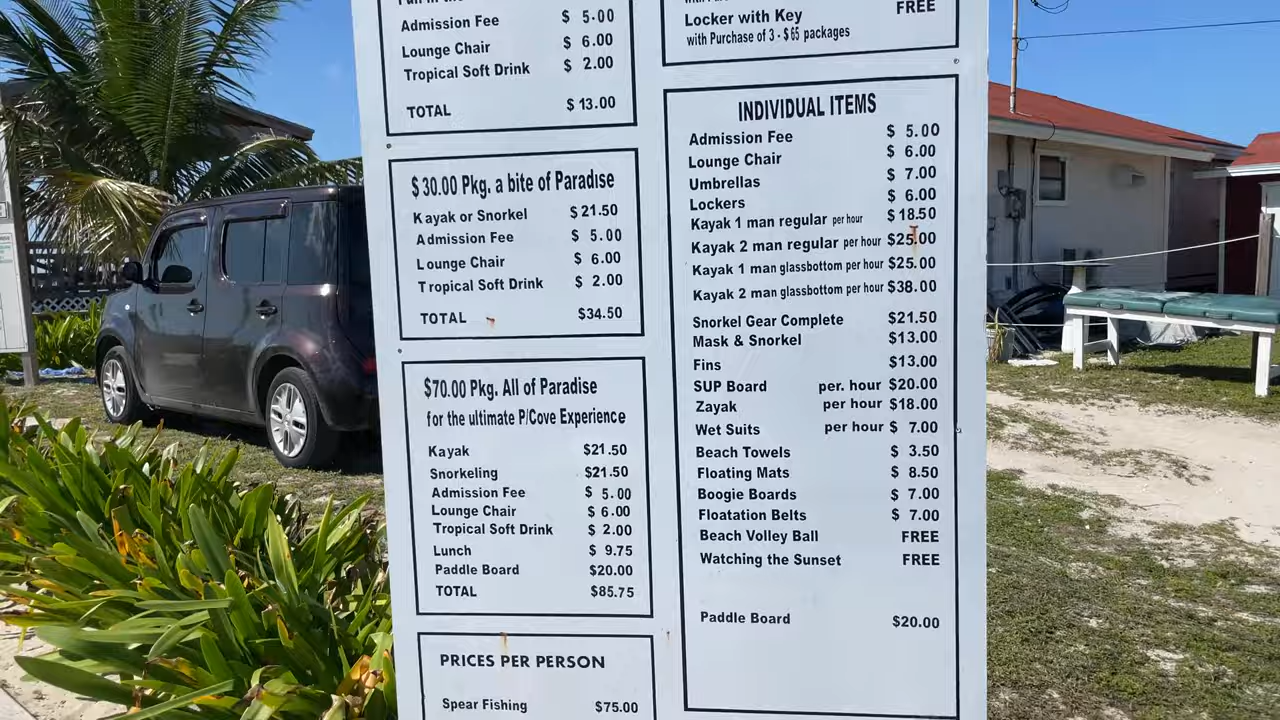 Admission Fee $ 5.00
Lounge Chair $ 6.00
Tropical Soft Drink $ 2.00
TOTAL $ 13.00
$ 30.00 Pkg. a bite of Paradise
Kayak or Snorkel $ 21.50
Admission Fee $ 5.00
Lounge Chair $ 6.00
Tropical Soft Drink $ 2.00
TOTAL $34.50
$70.00 Pkg. All of Paradise
for the ultimate P/Cove Experience
Kayak $21.50
Snorkeling $21.50
Admission Fee $ 5.00
Lounge Chair $ 6.00
Tropical Soft Drink $ 2.00
Lunch $ 9.75
Paddle Board $20.00
TOTAL $85.75
PRICES PER PERSON
Spear Fishing $75.00
FREE
Locker with Key
with Purchase of 3 - $65 packages
INDIVIDUAL ITEMS
Admission Fee $ 5.00
Lounge Chair $ 6.00
Umbrellas $ 7.00
Lockers $ 6.00
Kayak 1 man regular per hour $ 18.50
Kayak 2 man regular per hour $25.00
Kayak 1 man glassbottom per hour $25.00
Kayak 2 man glassbottom per hour $38.00
Snorkel Gear Complete $21.50
Mask & Snorkel $13.00
Fins $13.00
SUP Board per. hour $20.00
Zayak per hour $18.00
Wet Suits per hour $ 7.00
Beach Towels $ 3.50
Floating Mats $ 8.50
Boogie Boards $ 7.00
Floatation Belts $ 7.00
Beach Volley Ball FREE
Watching the Sunset FREE
Paddle Board $20.00